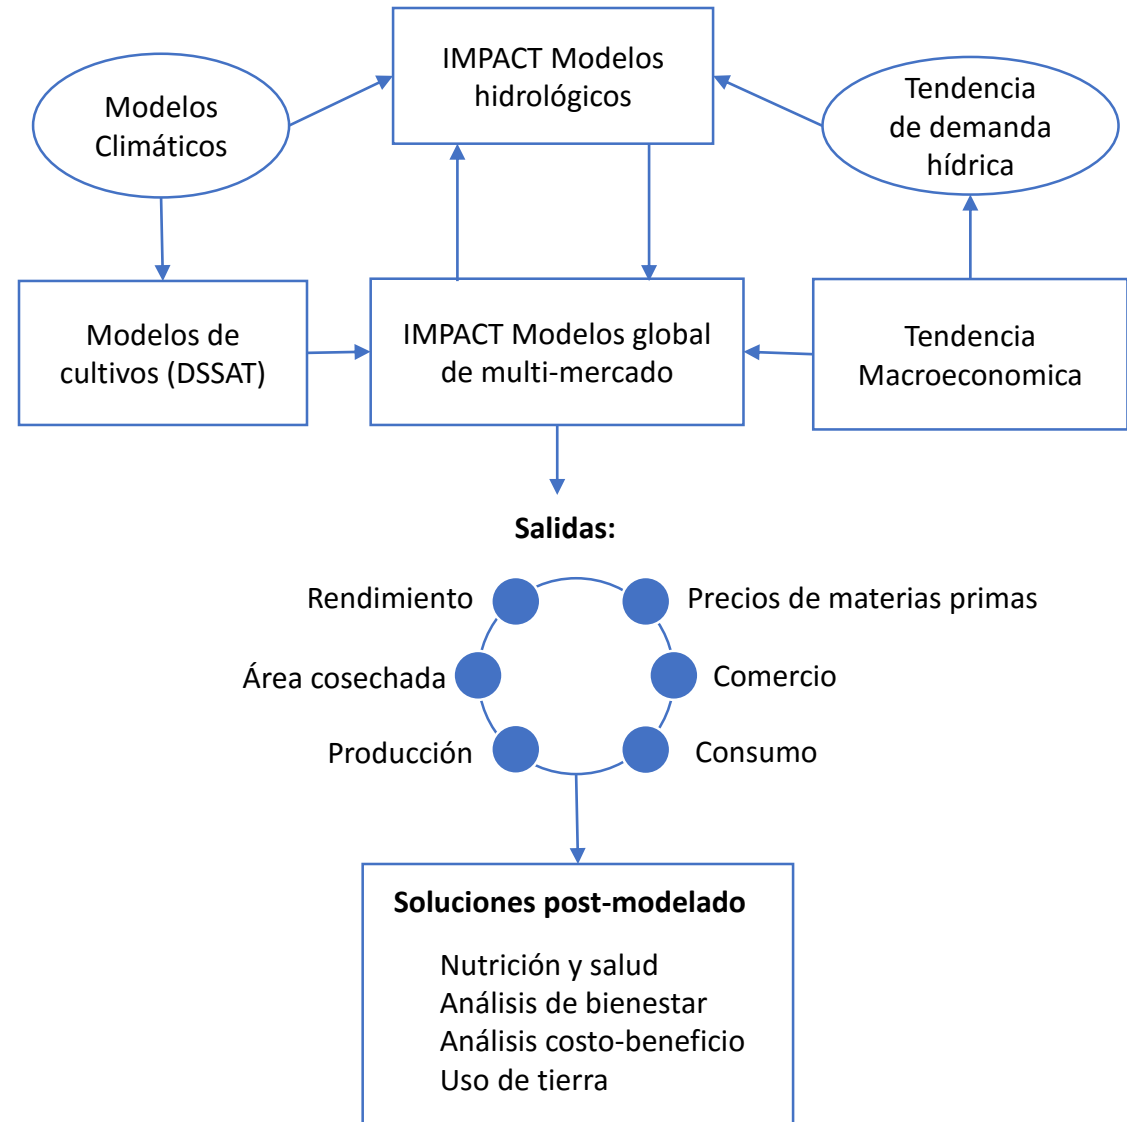 IMPACT Modelos
hidrológicos
Modelos
Climáticos
Tendencia
de demanda
hídrica
Modelos de
cultivos (DSSAT)
IMPACT Modelos global
de multi-mercado
Tendencia
Macroeconomica
Salidas:
Rendimiento
Precios de materias primas
Área cosechada
Comercio
Producción
Consumo
Soluciones post-modelado
Nutrición y salud
Análisis de bienestar
Análisis costo-beneficio
Uso de tierra